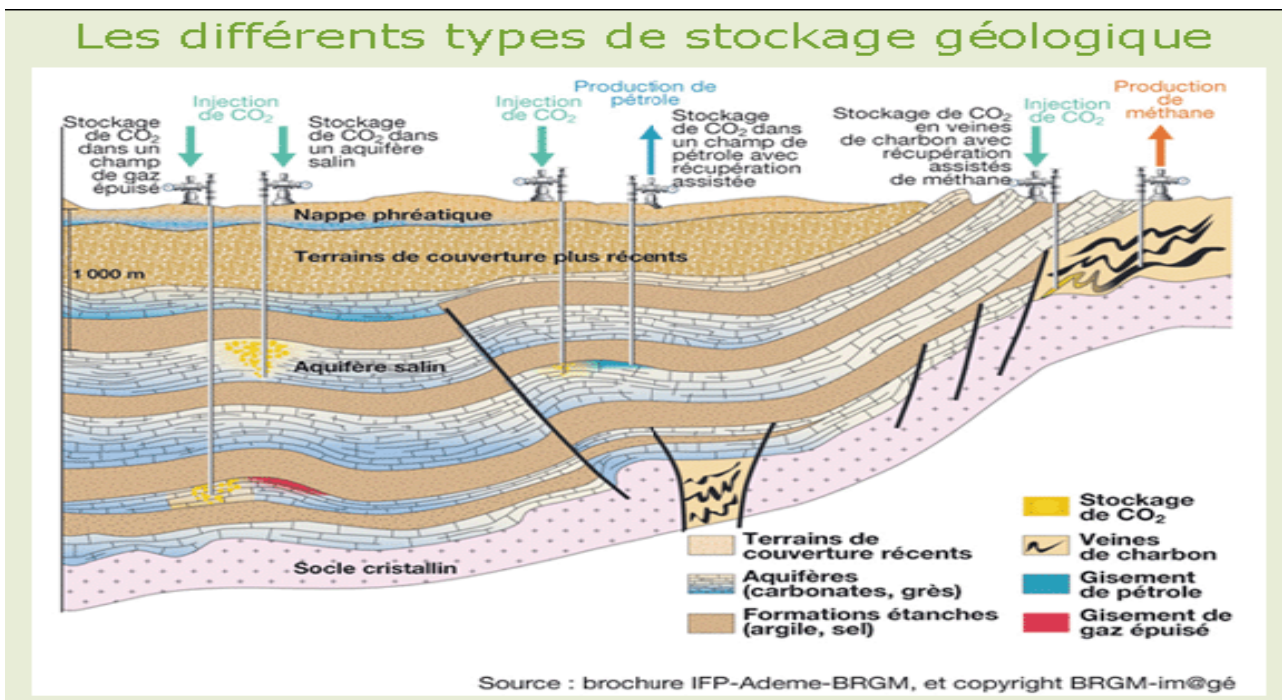 Les différents types de stockage géologique
Stockage
de CO2
dans un
champ
de gaz
épuisé
Injection
de CO2
Stockage
de CO2 dans
un aquifère
salin
Injection
de CO2
Production de
pétrole
Stockage
de CO2 dans
un champ de
pétrole avec
récupération
assistée
Stockage de CO2
en veines
de charbon avec
récupération
assistés
de méthane
Injection
de CO2
Production
de
méthane
Nappe phréatique
Terrains de couverture plus récents
1 000 m
Aquifère salin
Socle cristallin
Terrains de
couverture récents
Aquifères
(carbonates, grès)
Formations étanches
(argile, sel)
Stockage
de CO2
Veines
de charbon
Gisement
de pétrole
Gisement de
gaz épuisé
Source : brochure IFP-Ademe-BRGM, et copyright BRGM-im@gé